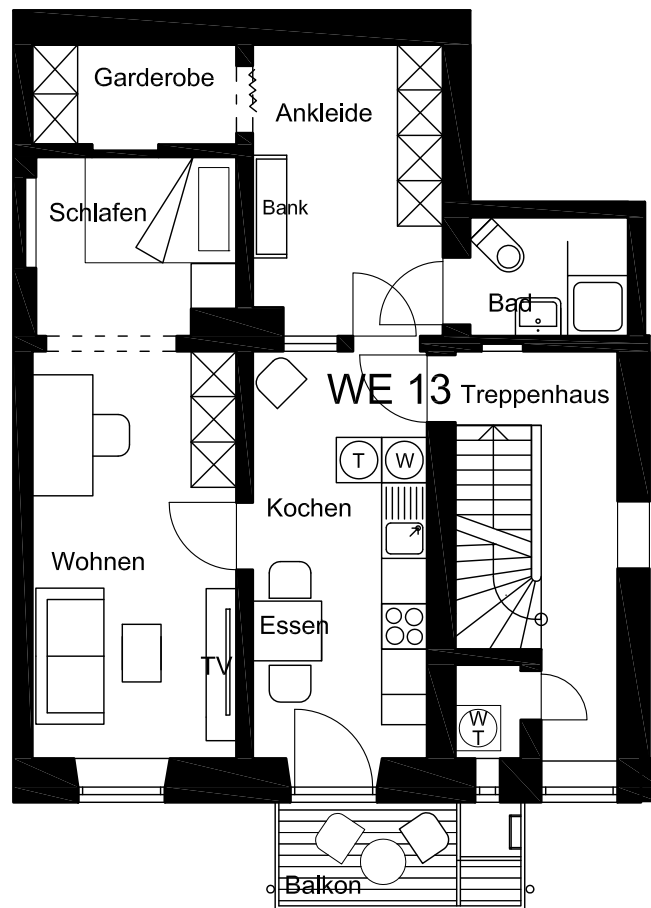 Garderobe
Ankleide
Schlafen
Bank
Bad
WE 13
Treppenhaus
T
W
Kochen
Wohnen
Essen
TV
W
T
Balkon